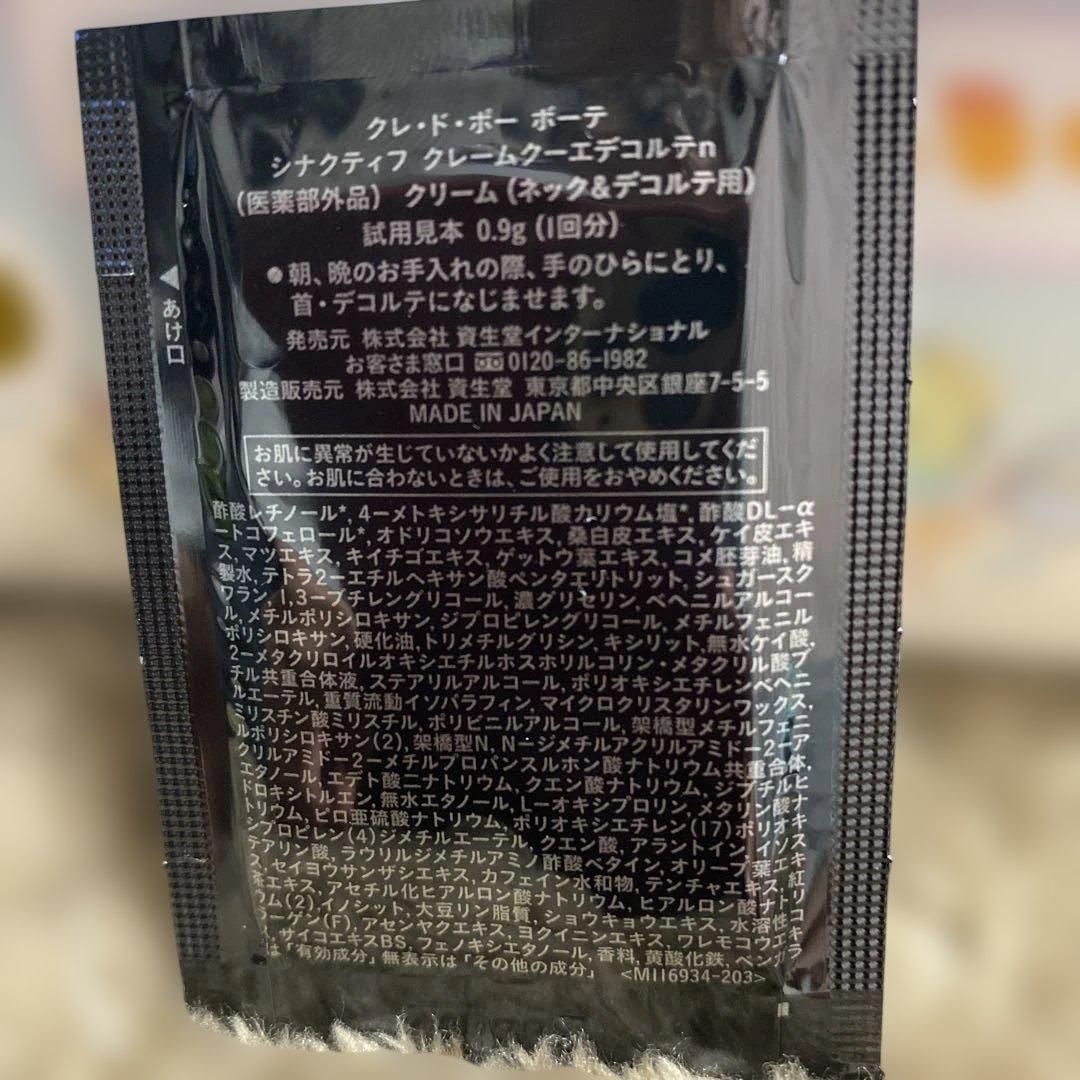 クレ・ド・ポー ボーテ
シナクティフ クレームクーエデコルテn
(医薬部外品) クリーム(ネック&デコルテ用)
試用見本 0.9g(1回分)
●朝、晩のお手入れの際、手のひらにとり、
首・デコルテになじませます。
発売元 株式会社 資生堂インターナショナル
お客さま窓口 0120-86-1982
製造販売元 株式会社 資生堂 東京都中央区銀座7-5-5
MADE IN JAPAN
あけ口
お肌に異常が生じていないかよく注意して使用してくだ
さい。お肌に合わないときは、ご使用をおやめください。
酢酸レチノール*, 4-メトキシサリチル酸カリウム塩*, 酢酸DL-α
ートコフェロール*, オドリコソウエキス, 桑白皮エキス, ケイ皮エキ
ス, マツエキス, キイチゴエキス, ゲットウ葉エキス, コメ胚芽油, 精
製水, テトラ2-エチルヘキサン酸ペンタエリトリット, シュガースク
ワラン, 1,3-ブチレングリコール, 濃グリセリン, ベヘニルアルコー
ル, メチルポリシロキサン, ジプロピレングリコール, メチルフェニル
ポリシロキサン, 硬化油, トリメチルグリシン, キシリット, 無水ケイ酸,
2-メタクリロイルオキシエチルホスホリルコリン・メタクリル酸ブ
チル共重合体液, ステアリルアルコール, ポリオキシエチレンベヘニ
ルエーテル, 重質流動イソパラフィン, マイクロクリスタリンワックス,
ミリスチン酸ミリスチル, ポリビニルアルコール, 架橋型メチルフェニ
ルポリシロキサン(2), 架橋型N, N-ジメチルアクリルアミド-2-ア
クリルアミド-2-メチルプロパンスルホン酸ナトリウム共重合体,
エタノール, エデト酸二ナトリウム, クエン酸ナトリウム, ジブチルヒ
ドロキシトルエン, 無水エタノール, L-オキシプロリン, メタリン酸ナ
トリウム, ピロ亜硫酸ナトリウム, ポリオキシエチレン(17)ポリオキ
シプロピレン(4)ジメチルエーテル, クエン酸, アラントイン, イソス
テアリン酸, ラウリルジメチルアミノ酢酸ベタイン, オリーブ葉エキ
ス, セイヨウサンザシエキス, カフェイン水和物, テンチャエキス, 紅
茶エキス, アセチル化ヒアルロン酸ナトリウム, ヒアルロン酸ナトリ
ウム(2), イノシット, 大豆リン脂質, ショウキョウエキス, 水溶性コ
ラーゲン(F), アセンヤクエキス, ヨクイニンエキス, ワレモコウエキ
ス, サイコエキスBS, フェノキシエタノール, 香料, 黄酸化鉄, ベンガラ
は「有効成分」 無表示は「その他の成分」 <MII6934-203>